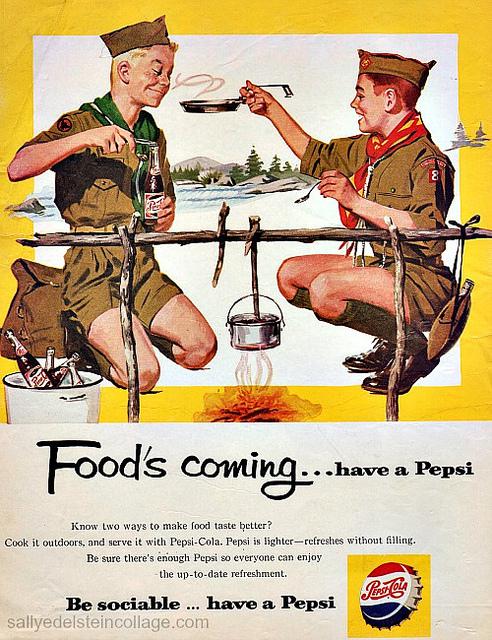 8
Food's coming...have a Pepsi
Know two ways to make food taste better?
Cook it outdoors, and serve it with Pepsi-Cola. Pepsi is lighter—refreshes without filling.
Be sure there's enough Pepsi so everyone can enjoy
the up-to-date refreshment.
Be sociable ... have a Pepsi
PEPSI-COLA
sallyedelsteincollage.com